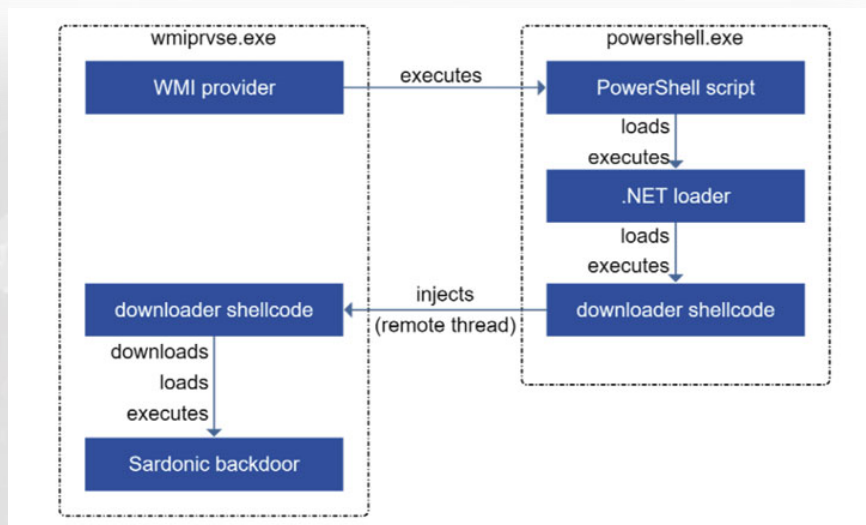 wmiprvse.exe
powershell.exe
WMI provider
executes
PowerShell script
loads
executes
.NET loader
loads
executes
downloader shellcode
injects
(remote thread)
downloader shellcode
downloads
loads
executes
Sardonic backdoor